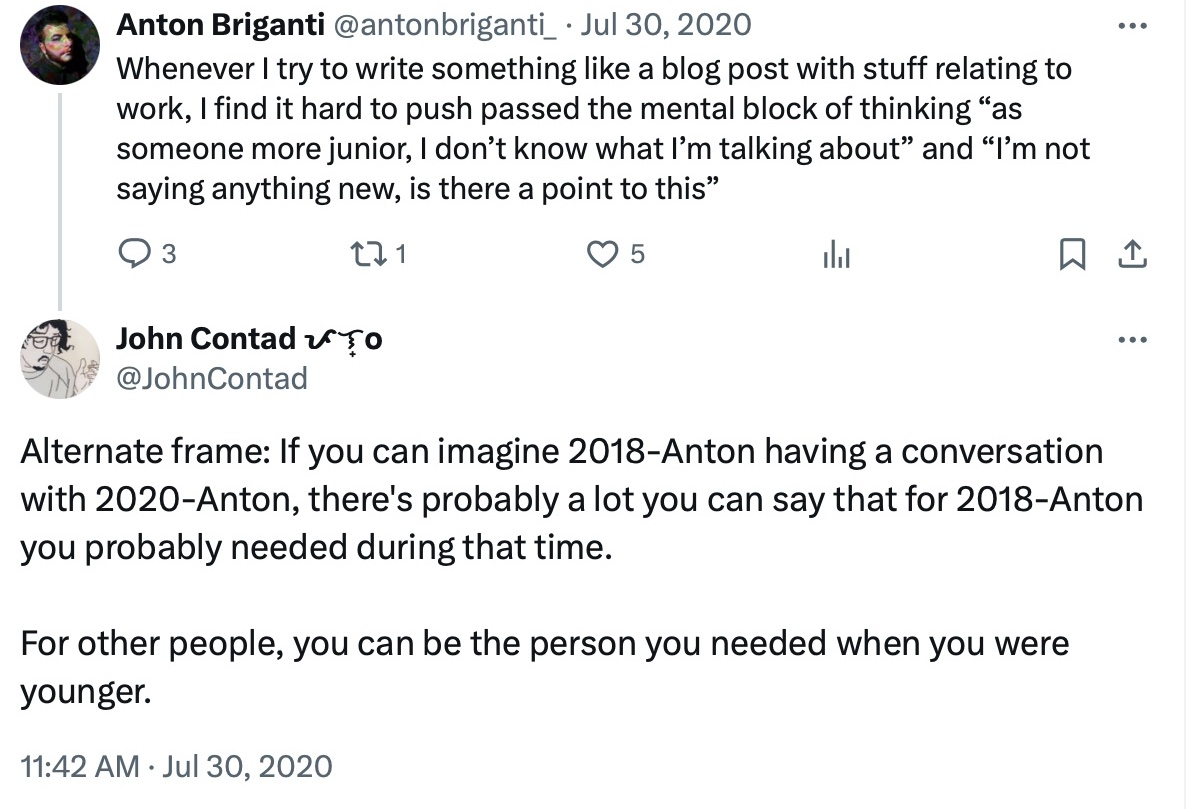 Anton Briganti @antonbriganti_ · Jul 30, 2020
Whenever I try to write something like a blog post with stuff relating to
work, I find it hard to push passed the mental block of thinking “as
someone more junior, I don’t know what I’m talking about” and “I’m not
saying anything new, is there a point to this”
3 1 5
John Contad
@JohnContad
Alternate frame: If you can imagine 2018-Anton having a conversation
with 2020-Anton, there's probably a lot you can say that for 2018-Anton
you probably needed during that time.
For other people, you can be the person you needed when you were
younger.
11:42 AM · Jul 30, 2020